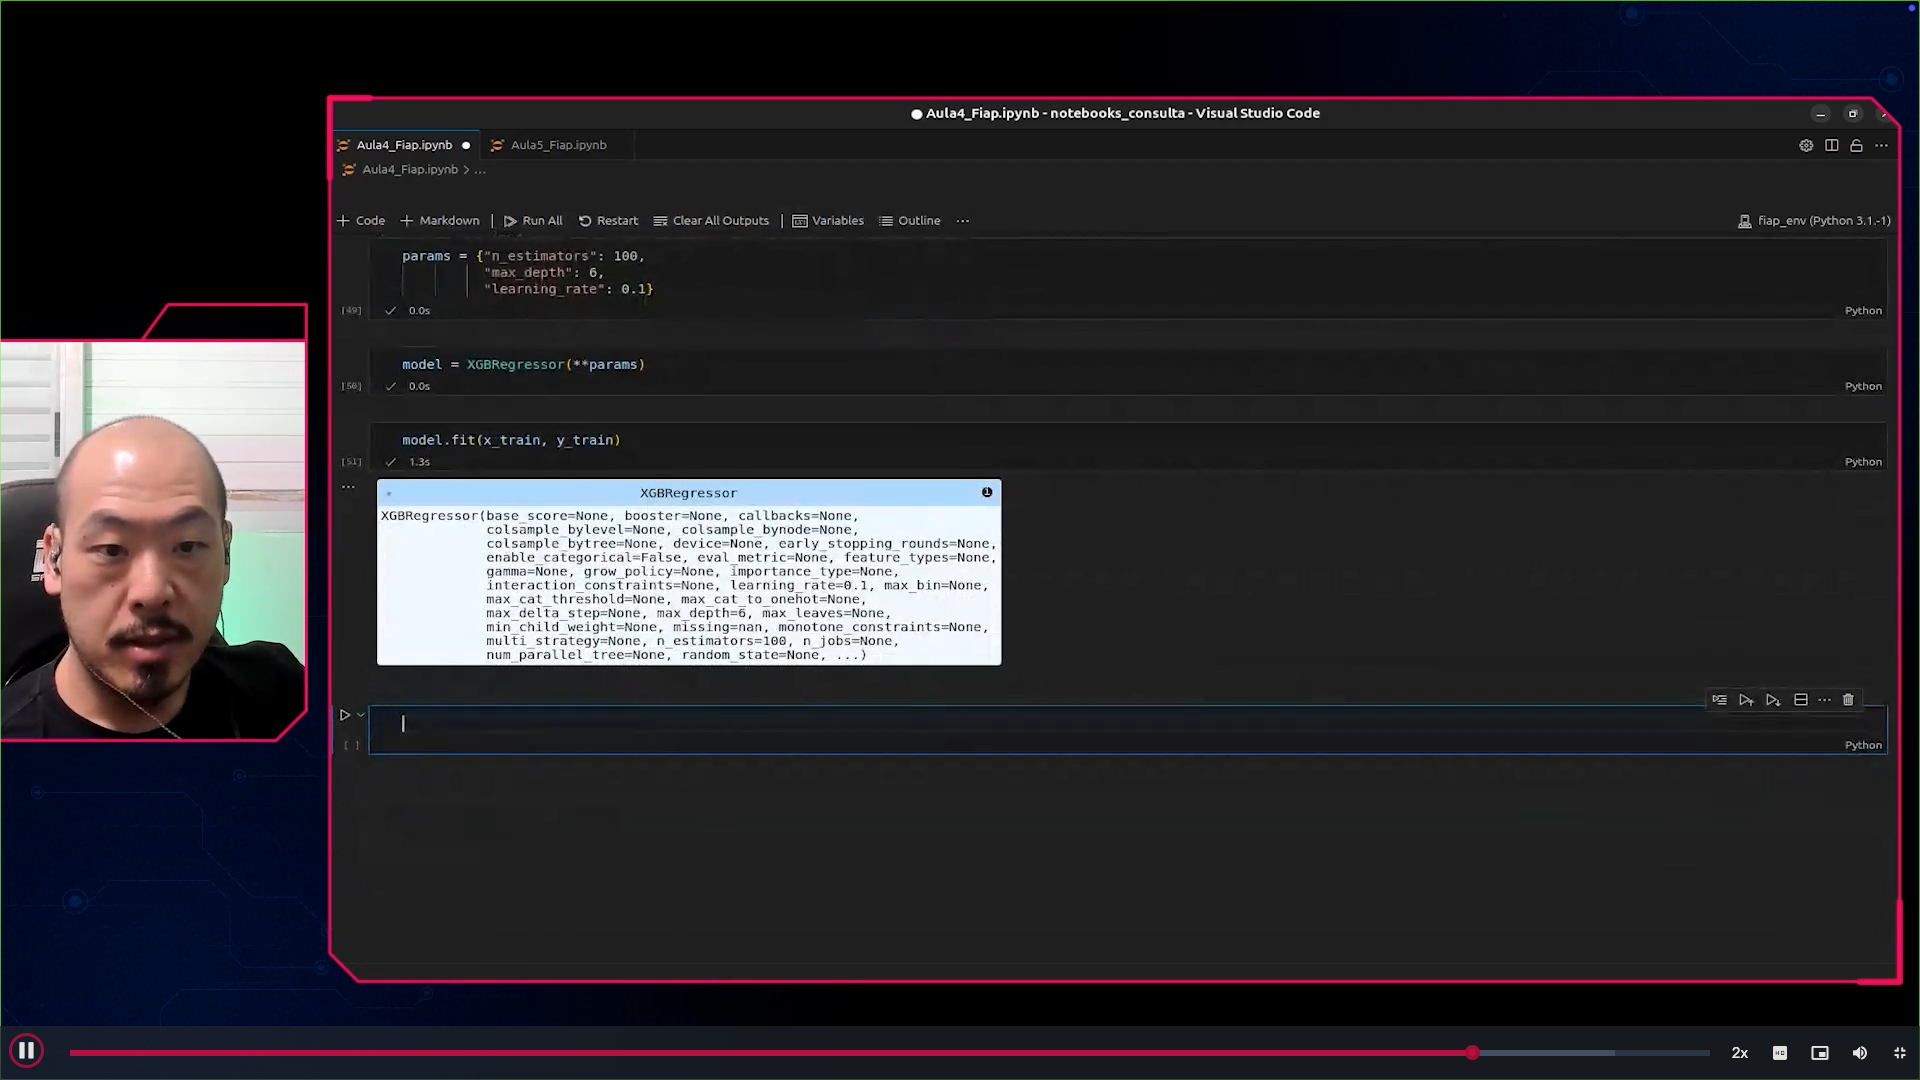 Aula4_Fiap.ipynb - notebooks_consulta - Visual Studio Code
Aula4_Fiap.ipynb
Aula5_Fiap.ipynb
Aula4_Fiap.ipynb > ...
+ Code + Markdown | Run All Restart Clear All Outputs | Variables Outline ...
fiap_env (Python 3.1.-1)
params = {"n_estimators": 100,
"max_depth": 6,
"learning_rate": 0.1}
[49] 0.0s Python
model = XGBRegressor(**params)
[50] 0.0s Python
model.fit(x_train, y_train)
[51] 1.3s Python
...
XGBRegressor
XGBRegressor(base_score=None, booster=None, callbacks=None,
colsample_bylevel=None, colsample_bynode=None,
colsample_bytree=None, device=None, early_stopping_rounds=None,
enable_categorical=False, eval_metric=None, feature_types=None,
gamma=None, grow_policy=None, importance_type=None,
interaction_constraints=None, learning_rate=0.1, max_bin=None,
max_cat_threshold=None, max_cat_to_onehot=None,
max_delta_step=None, max_depth=6, max_leaves=None,
min_child_weight=None, missing=nan, monotone_constraints=None,
multi_strategy=None, n_estimators=100, n_jobs=None,
num_parallel_tree=None, random_state=None, ...)
[ ] Python
2x